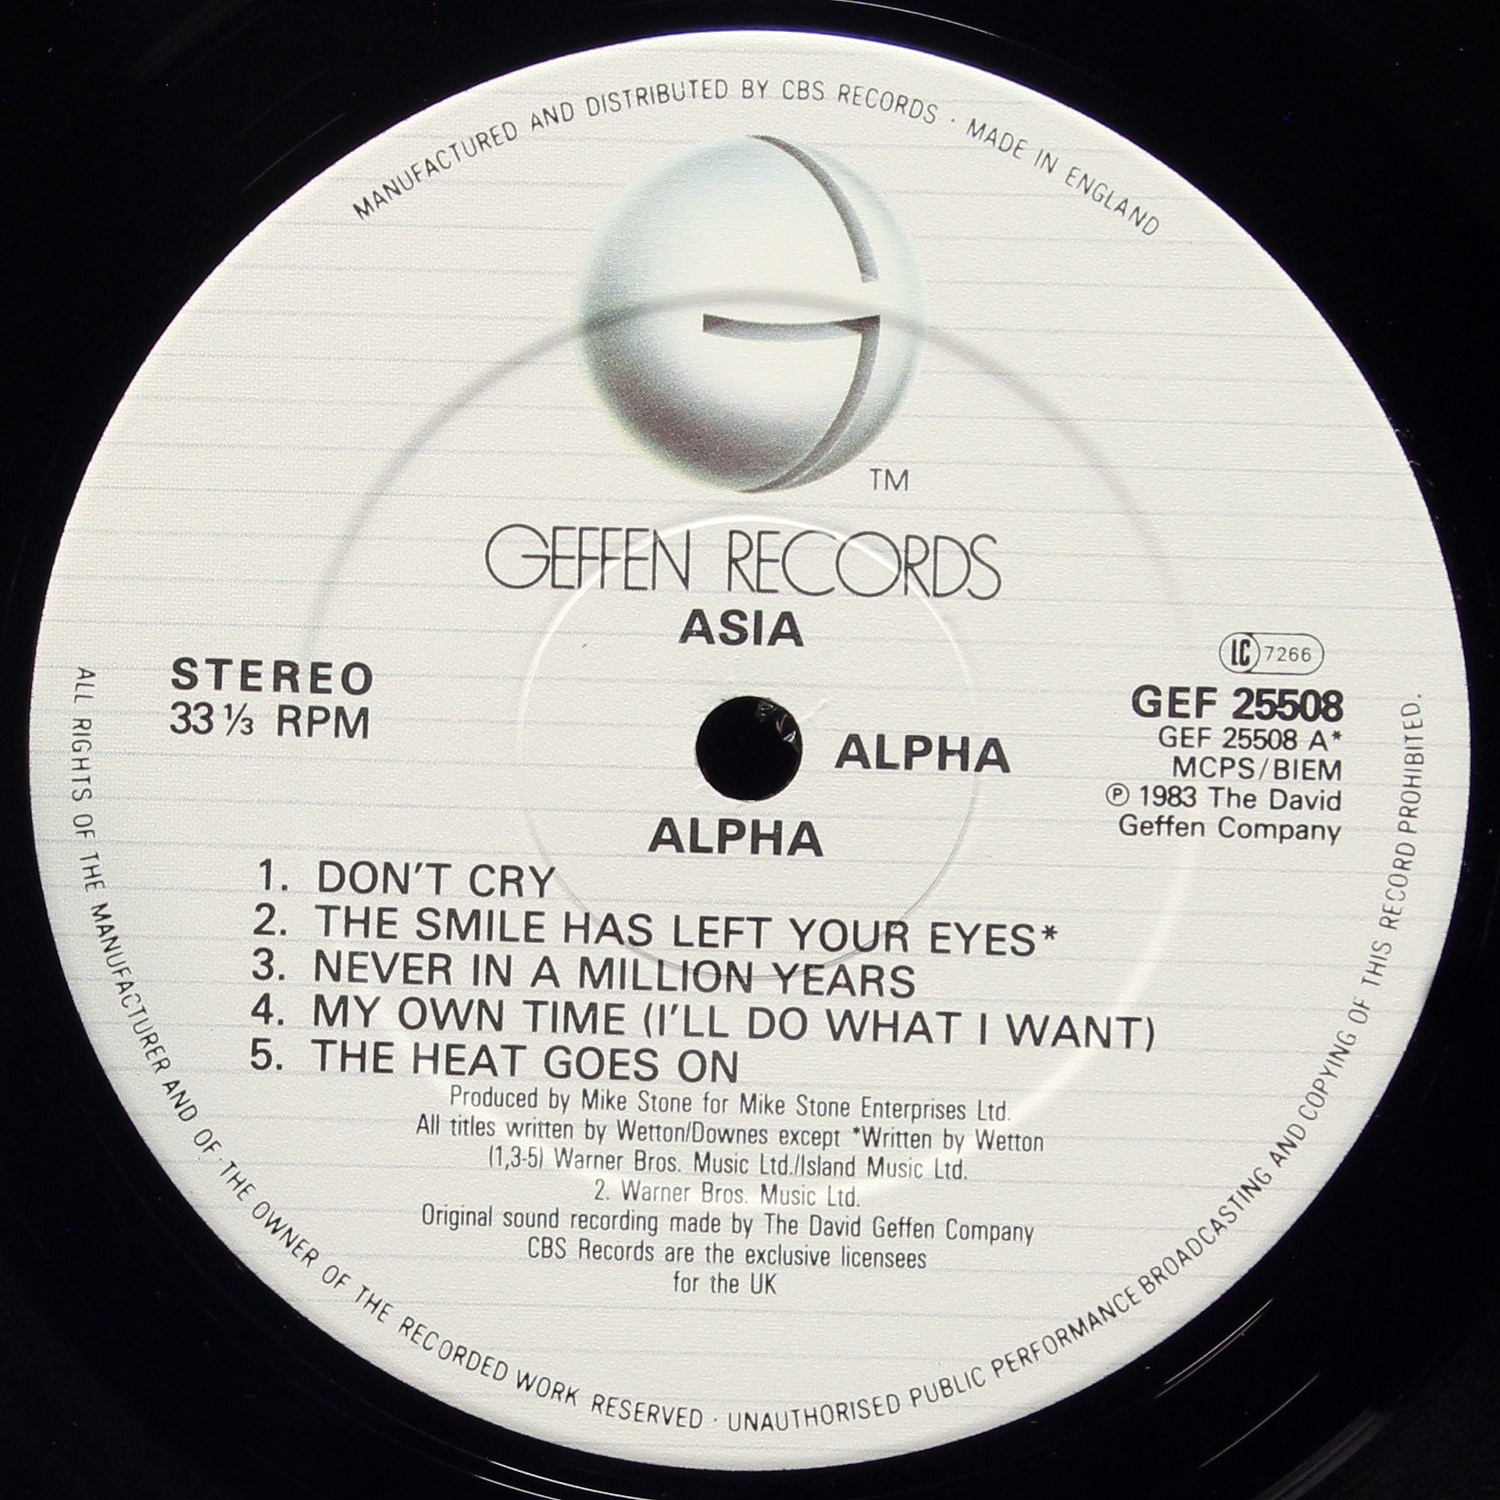 MANUFACTURED AND DISTRIBUTED BY CBS RECORDS · MADE IN ENGLAND
TM
GEFFEN RECORDS
ASIA
STEREO
33 ⅓ RPM
LC 7266
GEF 25508
GEF 25508 A*
MCPS/BIEM
℗ 1983 The David
Geffen Company
ALPHA
ALPHA
1. DON'T CRY
2. THE SMILE HAS LEFT YOUR EYES*
3. NEVER IN A MILLION YEARS
4. MY OWN TIME (I'LL DO WHAT I WANT)
5. THE HEAT GOES ON
Produced by Mike Stone for Mike Stone Enterprises Ltd.
All titles written by Wetton/Downes except *Written by Wetton
(1,3-5) Warner Bros. Music Ltd./Island Music Ltd.
2. Warner Bros. Music Ltd.
Original sound recording made by The David Geffen Company
CBS Records are the exclusive licensees
for the UK
ALL RIGHTS OF THE MANUFACTURER AND OF THE OWNER OF THE RECORDED WORK RESERVED · UNAUTHORISED PUBLIC PERFORMANCE BROADCASTING AND COPYING OF THIS RECORD PROHIBITED.